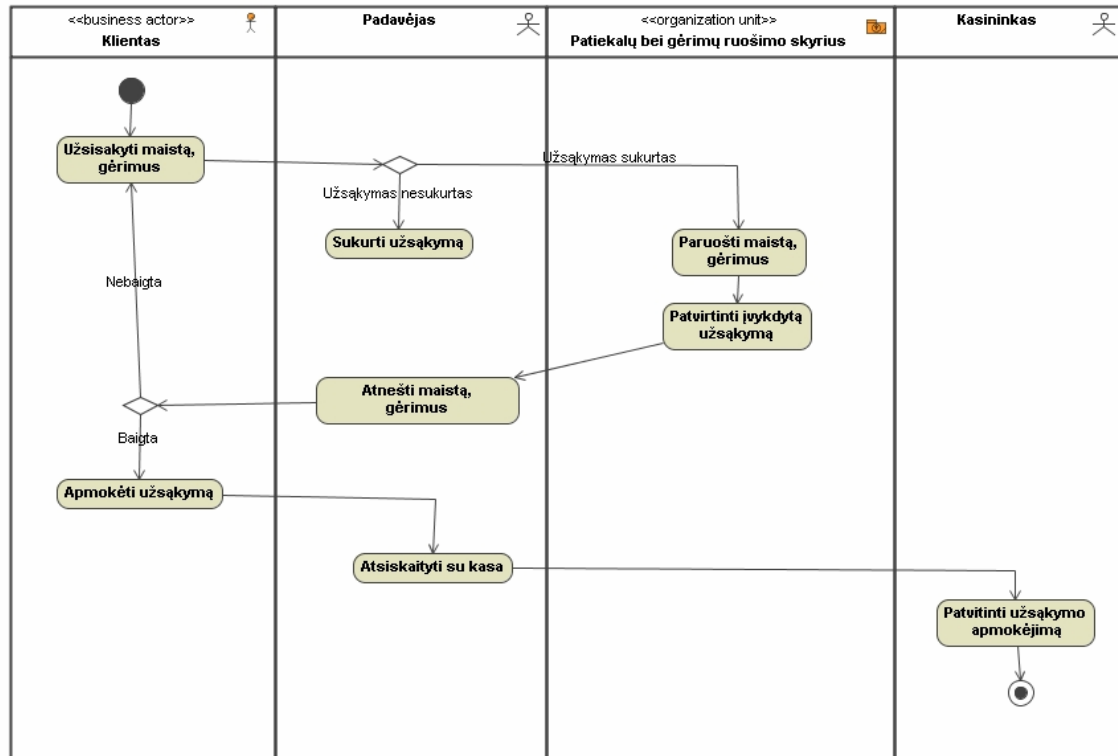 <<business actor>>
Klientas
Padavėjas
<<organization unit>>
Patiekalų bei gėrimų ruošimo skyrius
Kasininkas
Užsisakyti maistą,
gėrimus
Užsąkymas sukurtas
Užsąkymas nesukurtas
Sukurti užsąkymą
Paruošti maistą,
gėrimus
Nebaigta
Patvirtinti įvykdytą
užsąkymą
Atnešti maistą,
gėrimus
Baigta
Apmokėti užsąkymą
Atsiskaityti su kasa
Patvitinti užsąkymo
apmokėjimą